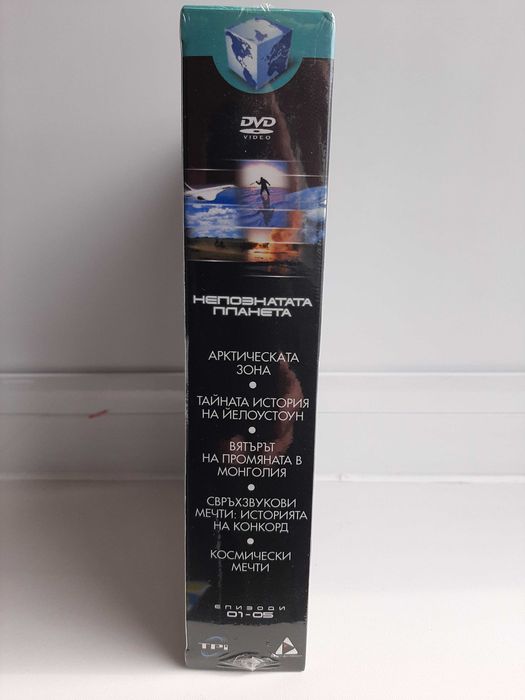 DVD
VIDEO
НЕПОЗНАТАТА
ПЛАНЕТА
АРКТИЧЕСКАТА
ЗОНА
ТАЙНАТА ИСТОРИЯ
НА ЙЕЛОУСТОУН
ВЯТЪРЪТ
НА ПРОМЯНАТА В
МОНГОЛИЯ
СВРЪХЗВУКОВИ
МЕЧТИ: ИСТОРИЯТА
НА КОНКОРД
КОСМИЧЕСКИ
МЕЧТИ
ЕПИЗОДИ
01-05
TPi